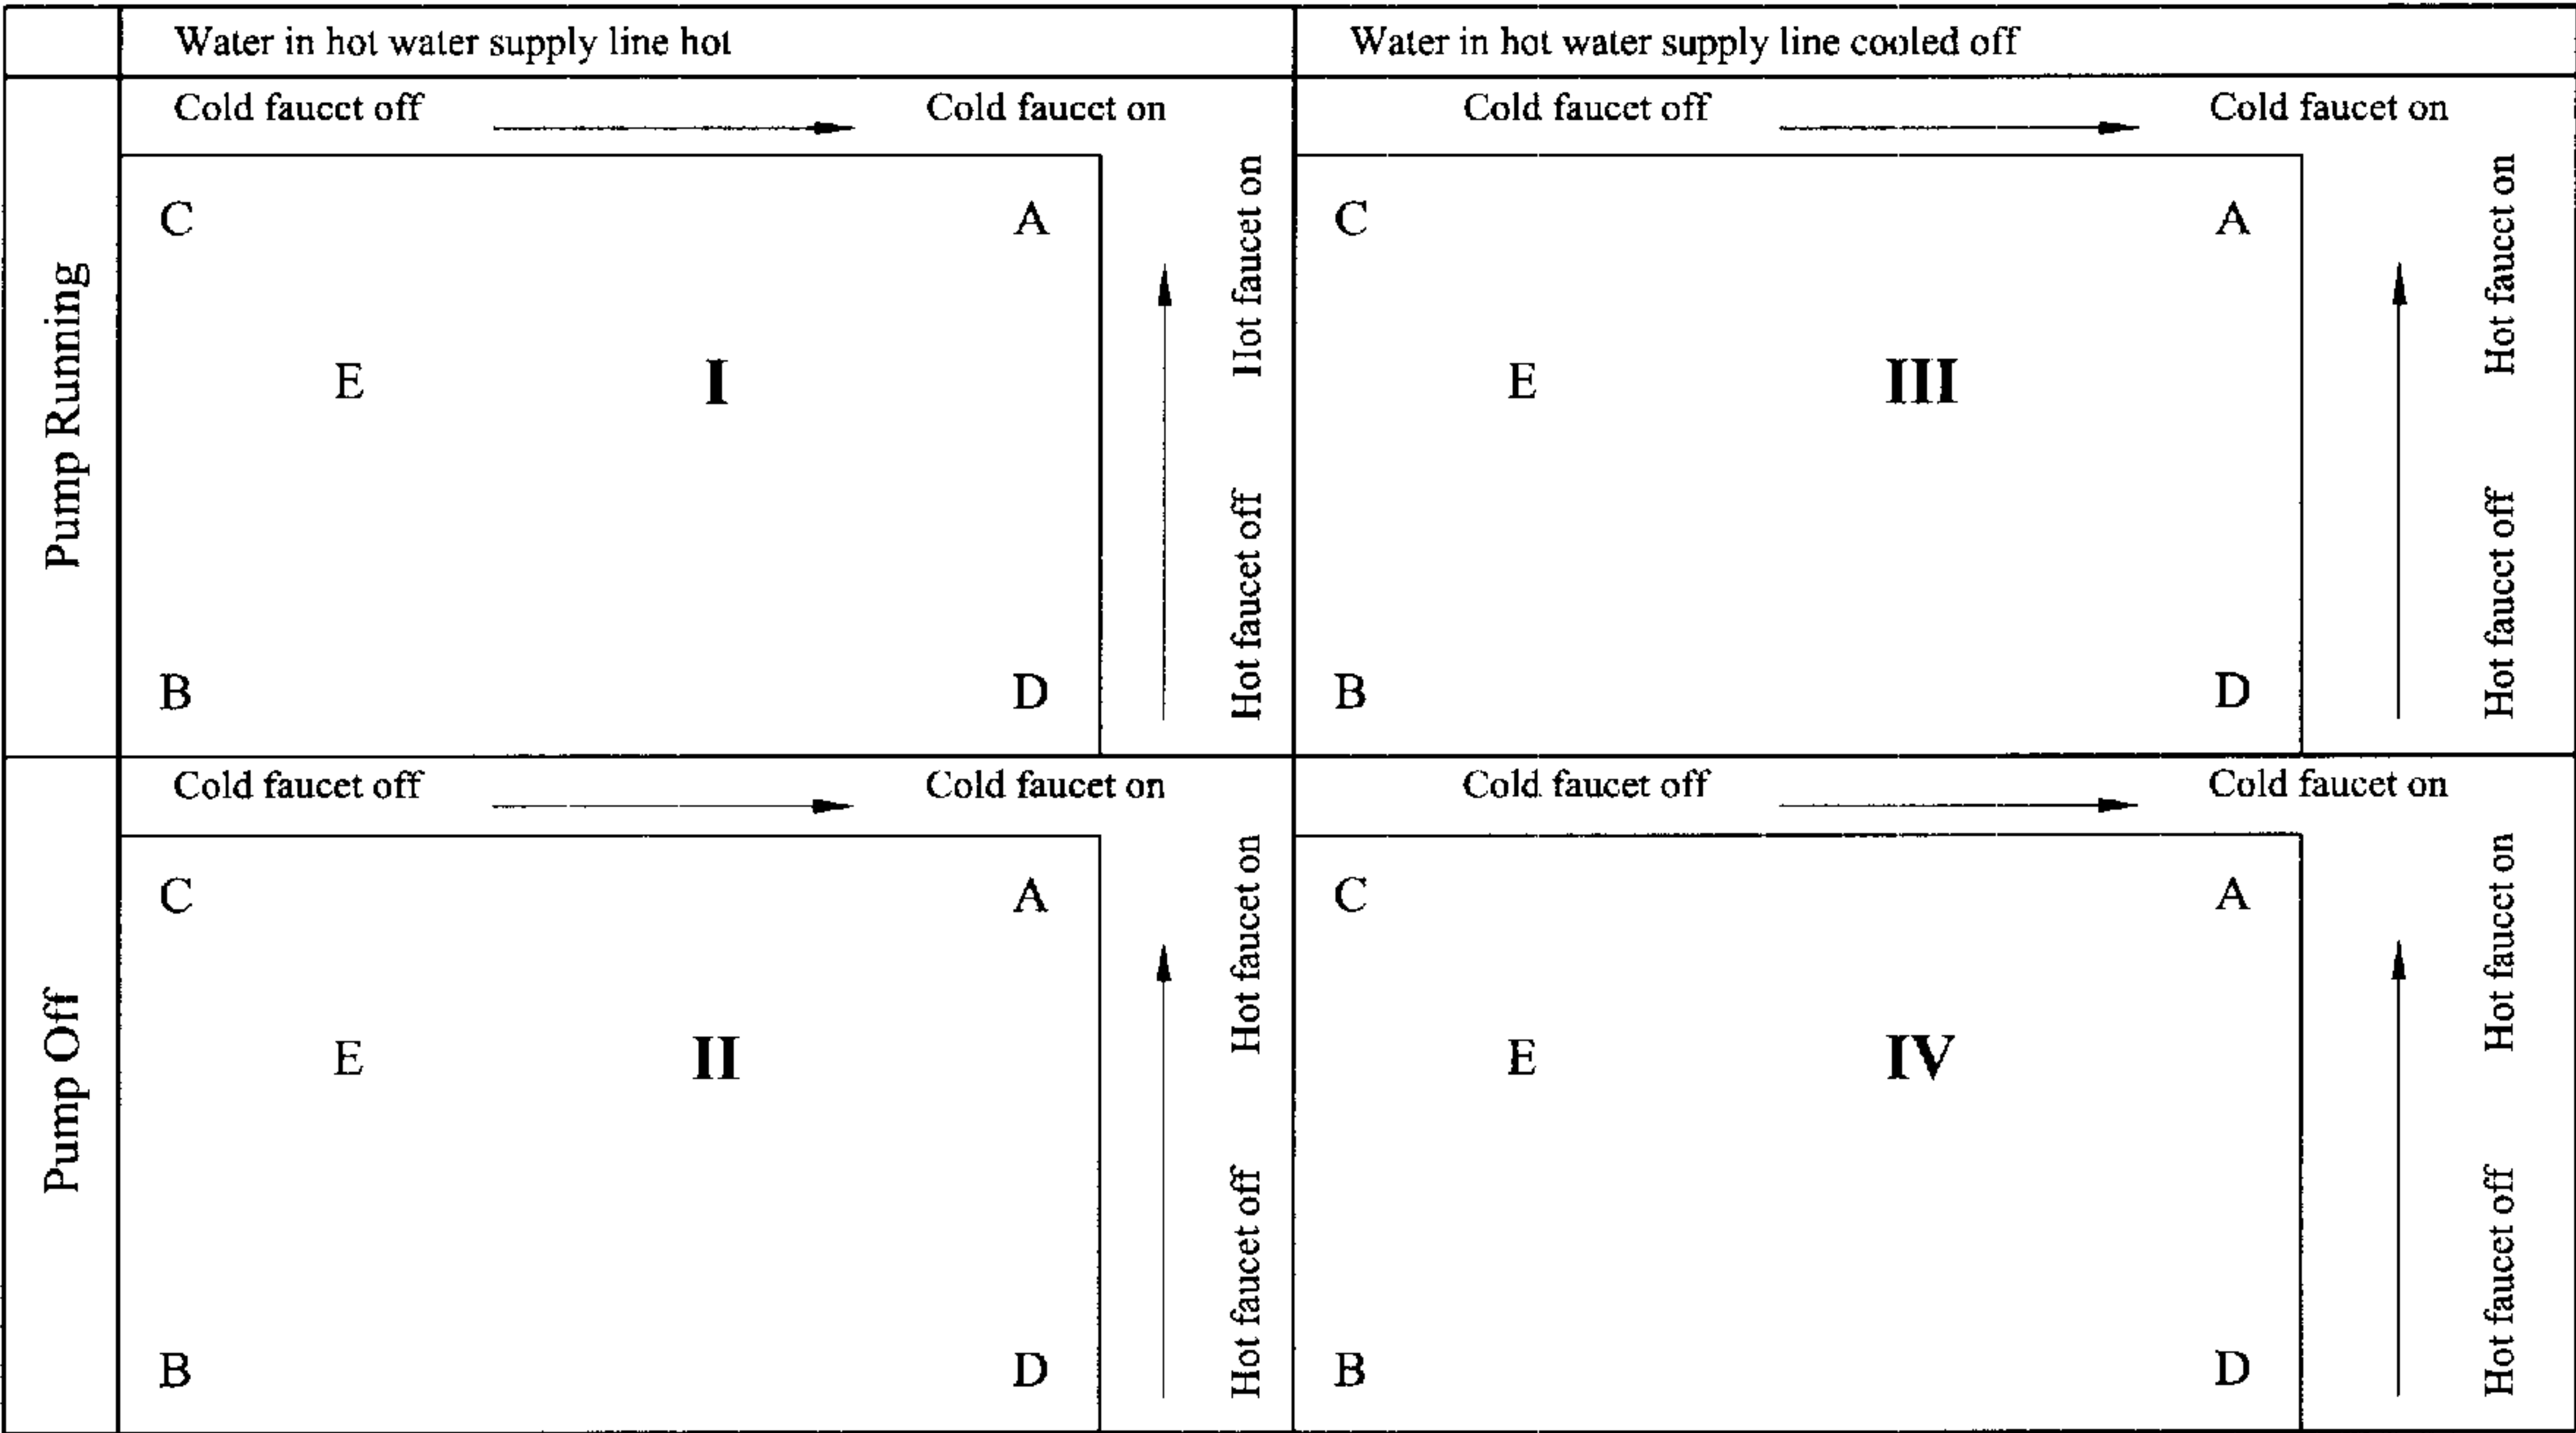 Water in hot water supply line hot
Water in hot water supply line cooled off
Pump Running
Cold faucet off
Cold faucet on
C
A
E
I
B
D
Hot faucet on
Hot faucet off
Cold faucet off
Cold faucet on
C
A
E
III
B
D
Hot faucet on
Hot faucet off
Pump Off
Cold faucet off
Cold faucet on
C
A
E
II
B
D
Hot faucet on
Hot faucet off
Cold faucet off
Cold faucet on
C
A
E
IV
B
D
Hot faucet on
Hot faucet off